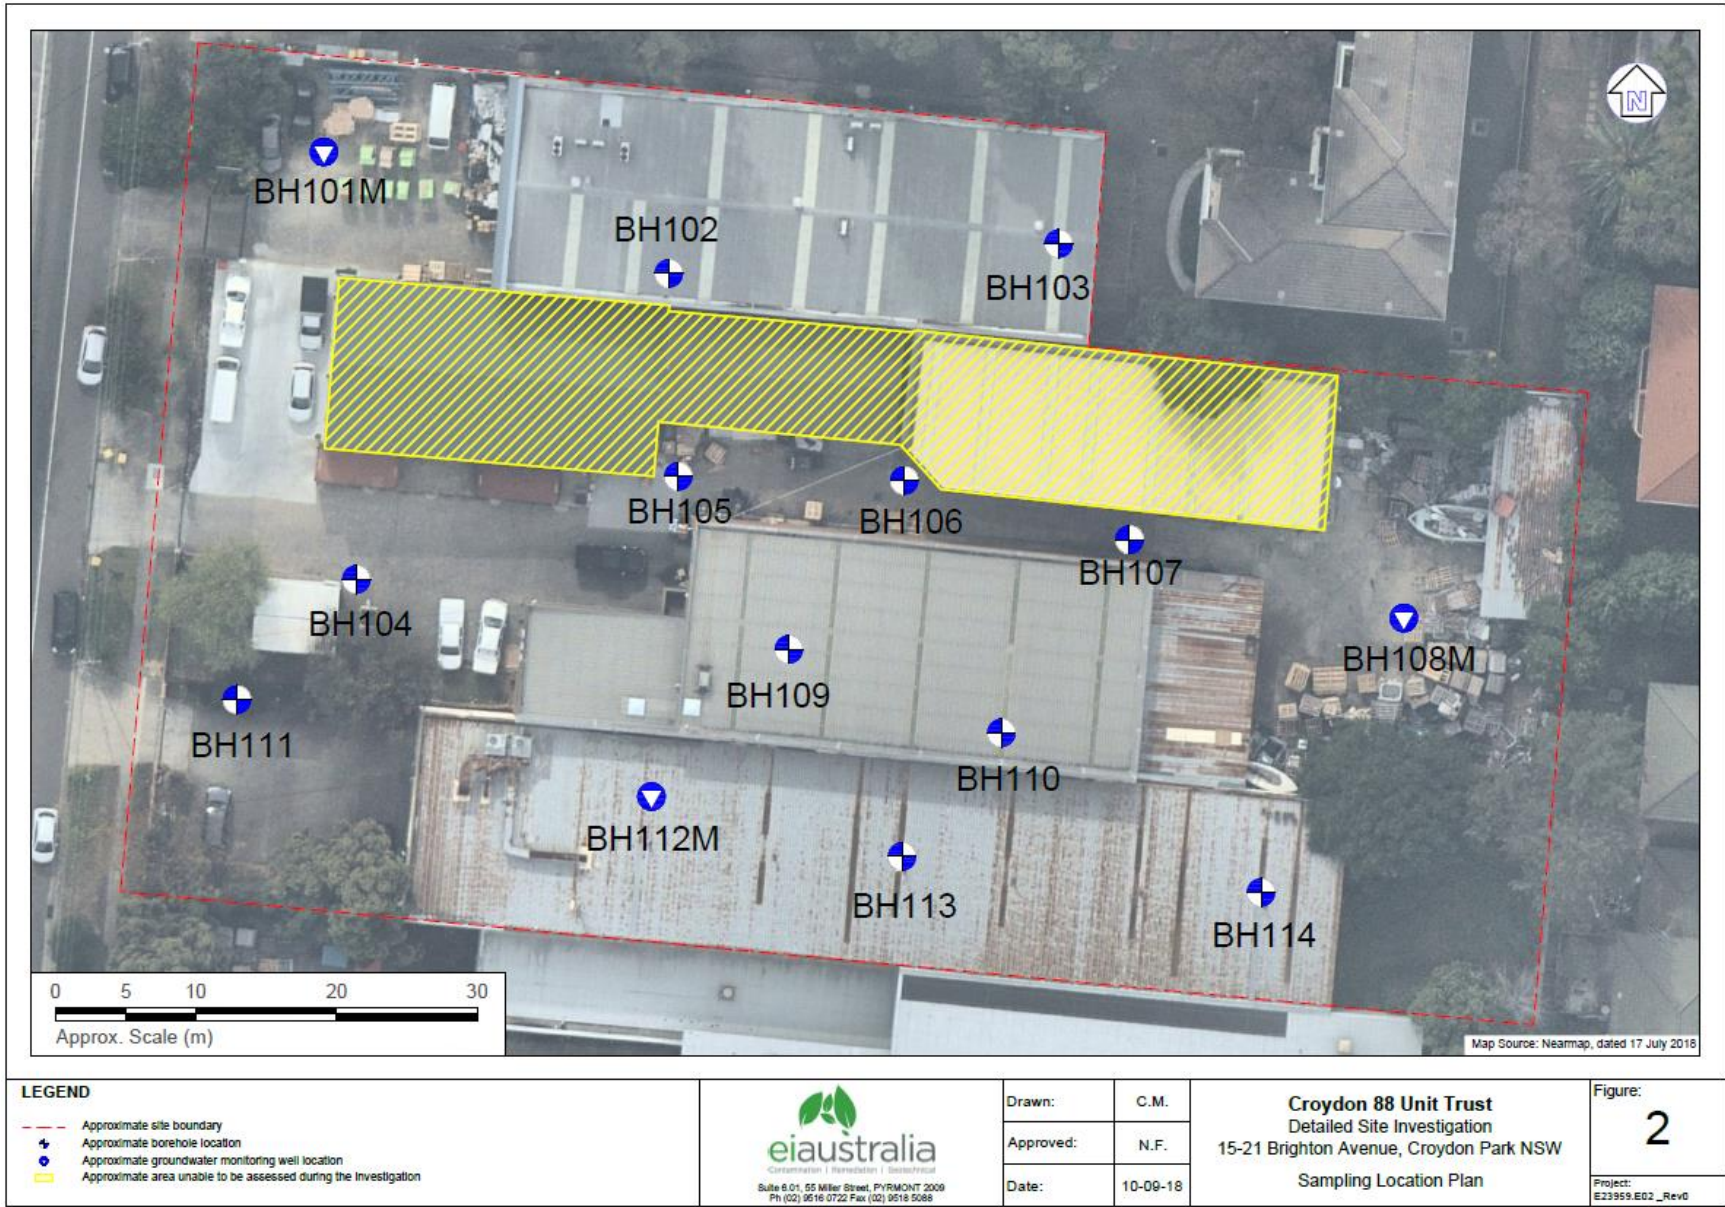 N
BH101M
BH102
BH103
BH105
BH106
BH107
BH104
BH108M
BH109
BH111
BH110
BH112M
BH113
BH114
0 5 10 20 30
Approx. Scale (m)
Map Source: Nearmap, dated 17 July 2018
LEGEND
Approximate site boundary
Approximate borehole location
Approximate groundwater monitoring well location
Approximate area unable to be assessed during the investigation
eiaustralia
Contamination | Remediation | Geotechnical
Suite 6.01, 55 Miller Street, PYRMONT 2009
Ph (02) 9516 0722 Fax (02) 9518 5088
Drawn: C.M.
Approved: N.F.
Date: 10-09-18
Croydon 88 Unit Trust
Detailed Site Investigation
15-21 Brighton Avenue, Croydon Park NSW
Sampling Location Plan
Figure:
2
Project:
E23959.E02_Rev0